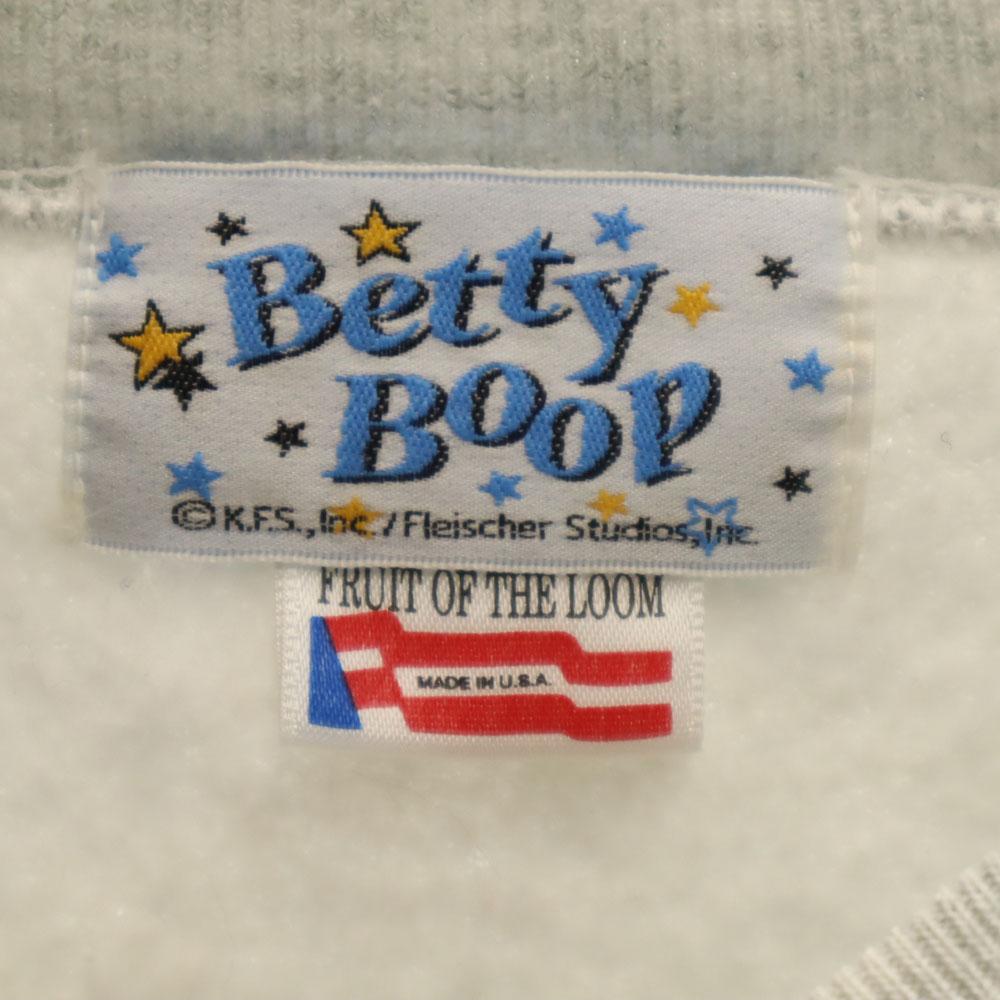 Betty
Boop
©K.F.S., Inc. / Fleischer Studios, Inc.
FRUIT OF THE LOOM
MADE IN U.S.A.